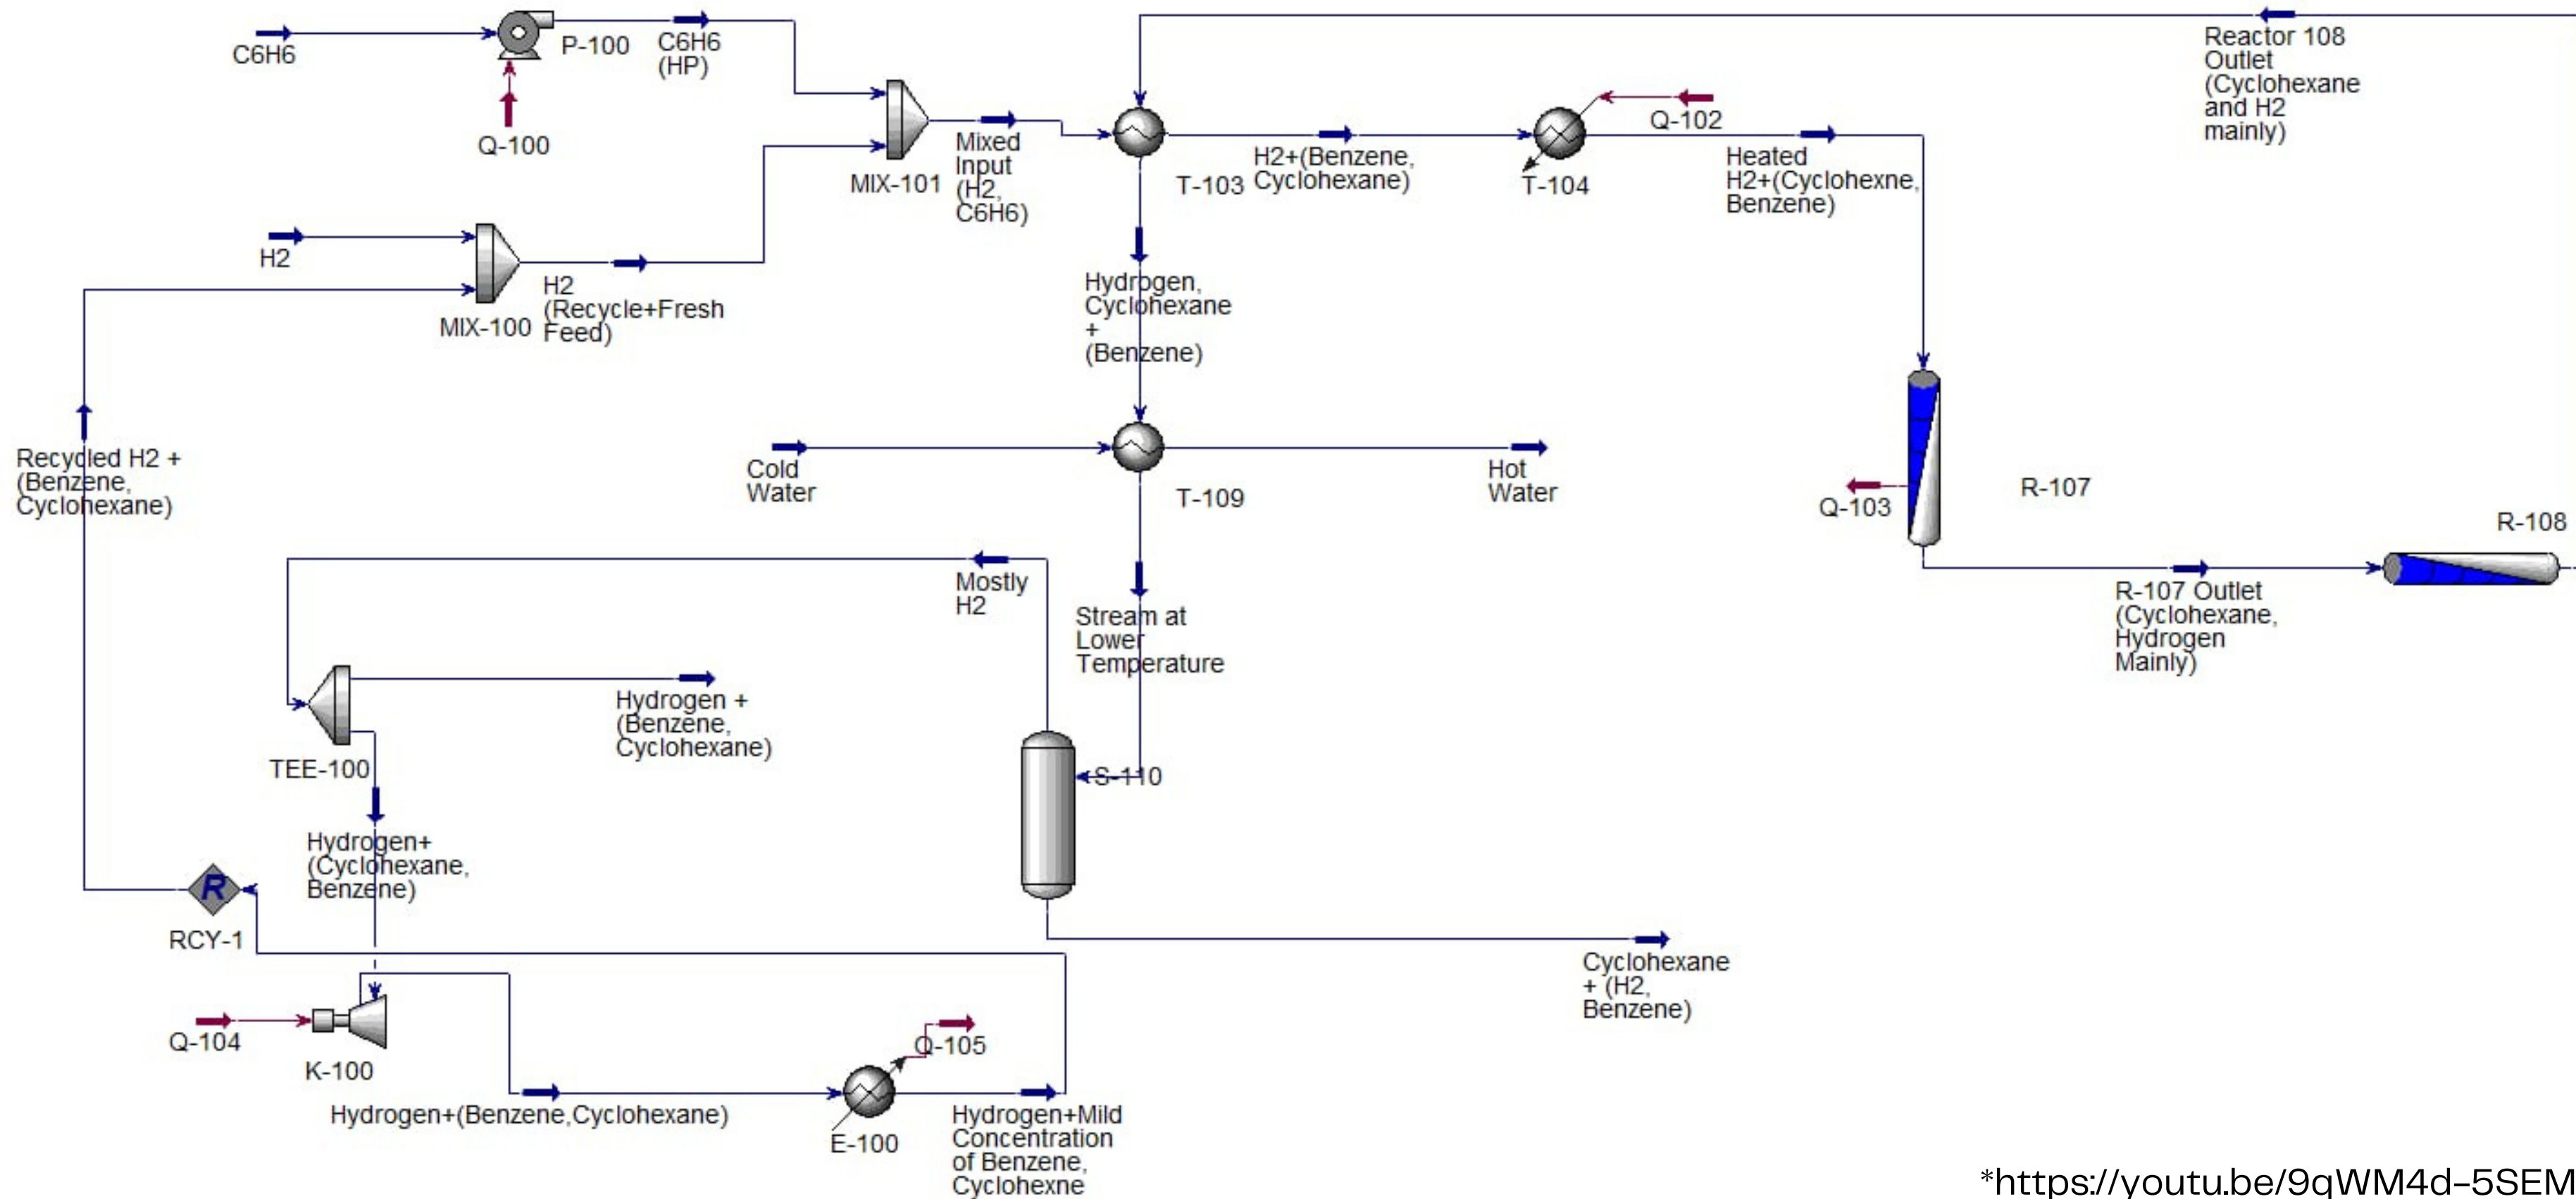 C6H6
P-100
C6H6
(HP)
Q-100
MIX-101
Mixed
Input
(H2,
C6H6)
H2
MIX-100
H2
(Recycle+Fresh
Feed)
T-103
H2+(Benzene,
Cyclohexane)
T-104
Q-102
Heated
H2+(Cyclohexne,
Benzene)
Reactor 108
Outlet
(Cyclohexane
and H2
mainly)
Hydrogen,
Cyclohexane
+
(Benzene)
Recycled H2 +
(Benzene,
Cyclohexane)
Cold
Water
T-109
Hot
Water
Q-103
R-107
R-108
R-107 Outlet
(Cyclohexane,
Hydrogen
Mainly)
Mostly
H2
Stream at
Lower
Temperature
Hydrogen +
(Benzene,
Cyclohexane)
TEE-100
S-110
Hydrogen+
(Cyclohexane,
Benzene)
R
RCY-1
Cyclohexane
+ (H2,
Benzene)
Q-104
K-100
Q-105
Hydrogen+(Benzene,Cyclohexane)
E-100
Hydrogen+Mild
Concentration
of Benzene,
Cyclohexne
*https://youtu.be/9qWM4d-5SEM